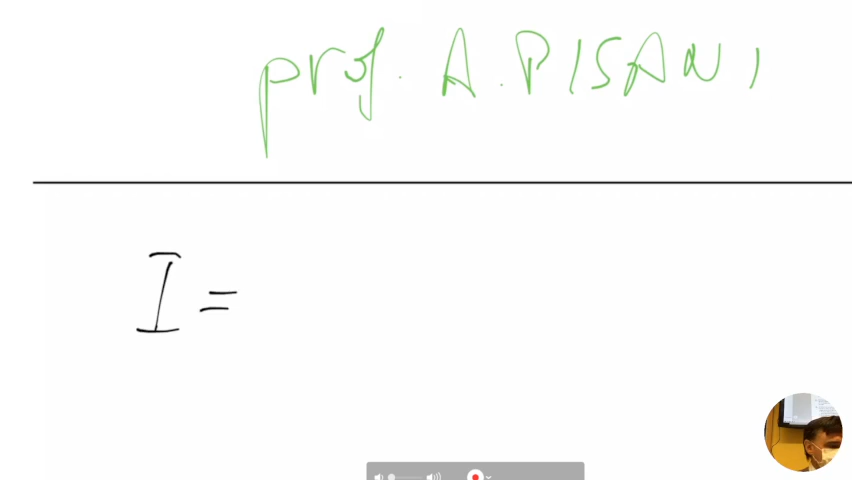 prof. A. PISANI
I =